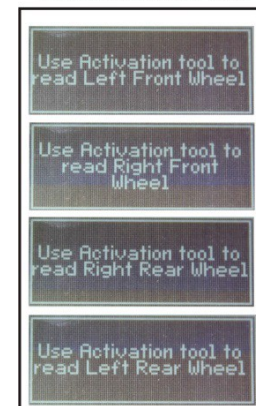 Use Activation tool to
read Left Front Wheel
Use Activation tool to
read Right Front
Wheel
Use Activation tool to
read Right Rear Wheel
Use Activation tool to
read Left Rear Wheel